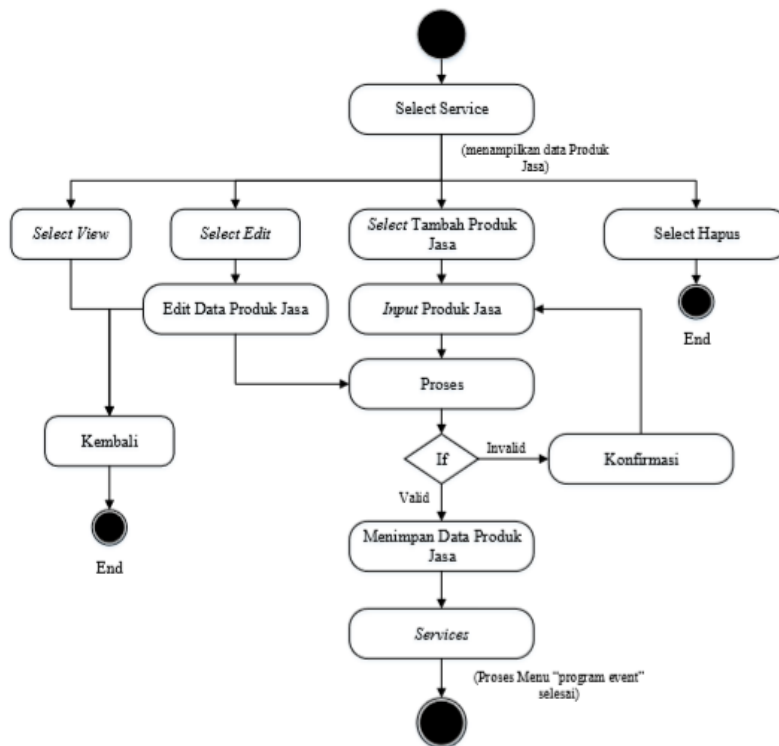 Select Service
(menampilkan data Produk
Jasa)
Select View
Select Edit
Select Tambah Produk
Jasa
Select Hapus
Edit Data Produk Jasa
Input Produk Jasa
End
Proses
Kembali
If
Invalid
Konfirmasi
Valid
End
Menimpan Data Produk
Jasa
Services
(Proses Menu “program event”
selesai)